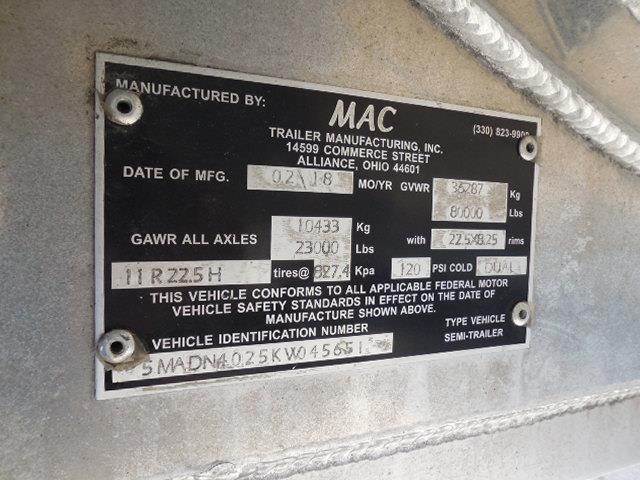 MANUFACTURED BY:
MAC
(330) 823-9900
TRAILER MANUFACTURING, INC.
14599 COMMERCE STREET
ALLIANCE, OHIO 44601
DATE OF MFG. 02\18 MO/YR GVWR 36287 Kg
80000 Lbs
GAWR ALL AXLES 10433 Kg
23000 Lbs with 22.5X8.25 rims
11R22.5H tires@ 827.4 Kpa 120 PSI COLD DUAL
THIS VEHICLE CONFORMS TO ALL APPLICABLE FEDERAL MOTOR
VEHICLE SAFETY STANDARDS IN EFFECT ON THE DATE OF
MANUFACTURE SHOWN ABOVE.
VEHICLE IDENTIFICATION NUMBER
5MADN4025KW045651
TYPE VEHICLE
SEMI-TRAILER